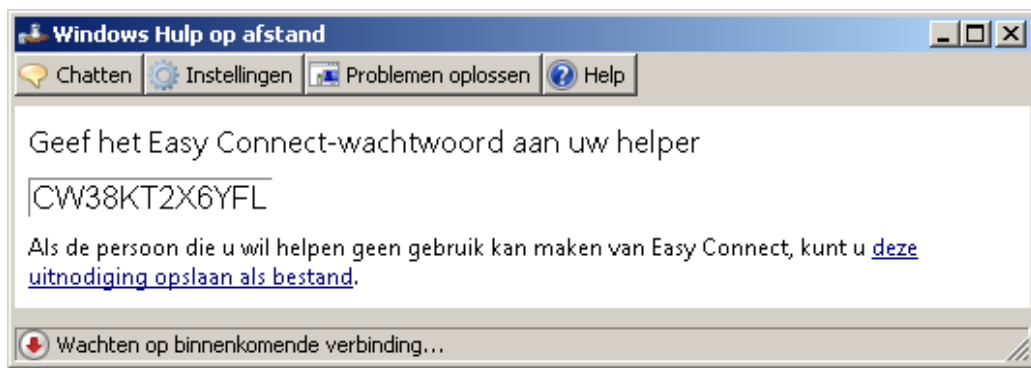 Windows Hulp op afstand
Chatten Instellingen Problemen oplossen Help
Geef het Easy Connect-wachtwoord aan uw helper
CW38KT2X6YFL
Als de persoon die u wil helpen geen gebruik kan maken van Easy Connect, kunt u deze
uitnodiging opslaan als bestand.
Wachten op binnenkomende verbinding...